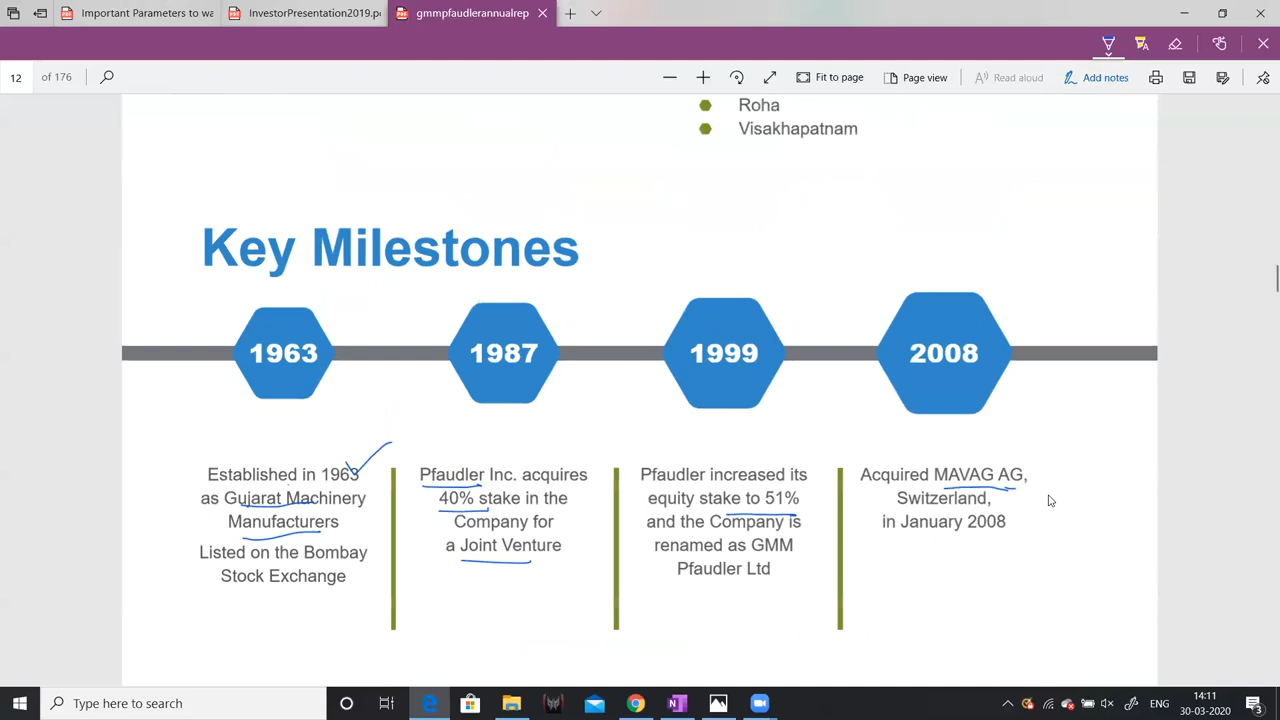 Important Parameters to wa
InvestorPresentation2019.p
gmmpfaudlerannualrep
12 of 176
Fit to page
Page view
Read aloud
Add notes
Roha
Visakhapatnam
Key Milestones
1963
1987
1999
2008
Established in 1963
as Gujarat Machinery
Manufacturers
Listed on the Bombay
Stock Exchange
Pfaudler Inc. acquires
40% stake in the
Company for
a Joint Venture
Pfaudler increased its
equity stake to 51%
and the Company is
renamed as GMM
Pfaudler Ltd
Acquired MAVAG AG,
Switzerland,
in January 2008
Type here to search
ENG
14:11
30-03-2020
3